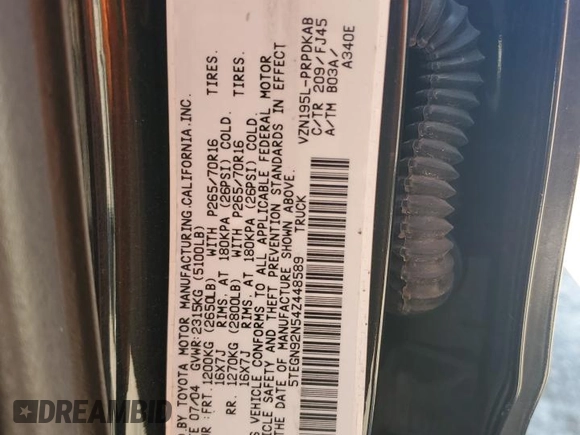 D.BY TOYOTA MOTOR MANUFACTURING,CALIFORNIA.INC.
TE 07/04 GVWR:2315KG (5100LB)
R :FRT.1200KG (2650LB) WITH P265/70R16 TIRES.
16X7J RIMS. AT 180KPA (26PSI) COLD.
RR. 1270KG (2800LB) WITH P265/70R16 TIRES.
16X7J RIMS. AT 180KPA (26PSI) COLD.
S VEHICLE CONFORMS TO ALL APPLICABLE FEDERAL MOTOR
ICLE SAFETY AND THEFT PREVENTION STANDARDS IN EFFECT
THE DATE OF MANUFACTURE SHOWN ABOVE.
5TEGN92N54Z448589 TRUCK
VZN195L-PRPDKAB
C/TR 209/FJ45
A/TM B03A/
A340E
DREAMBID